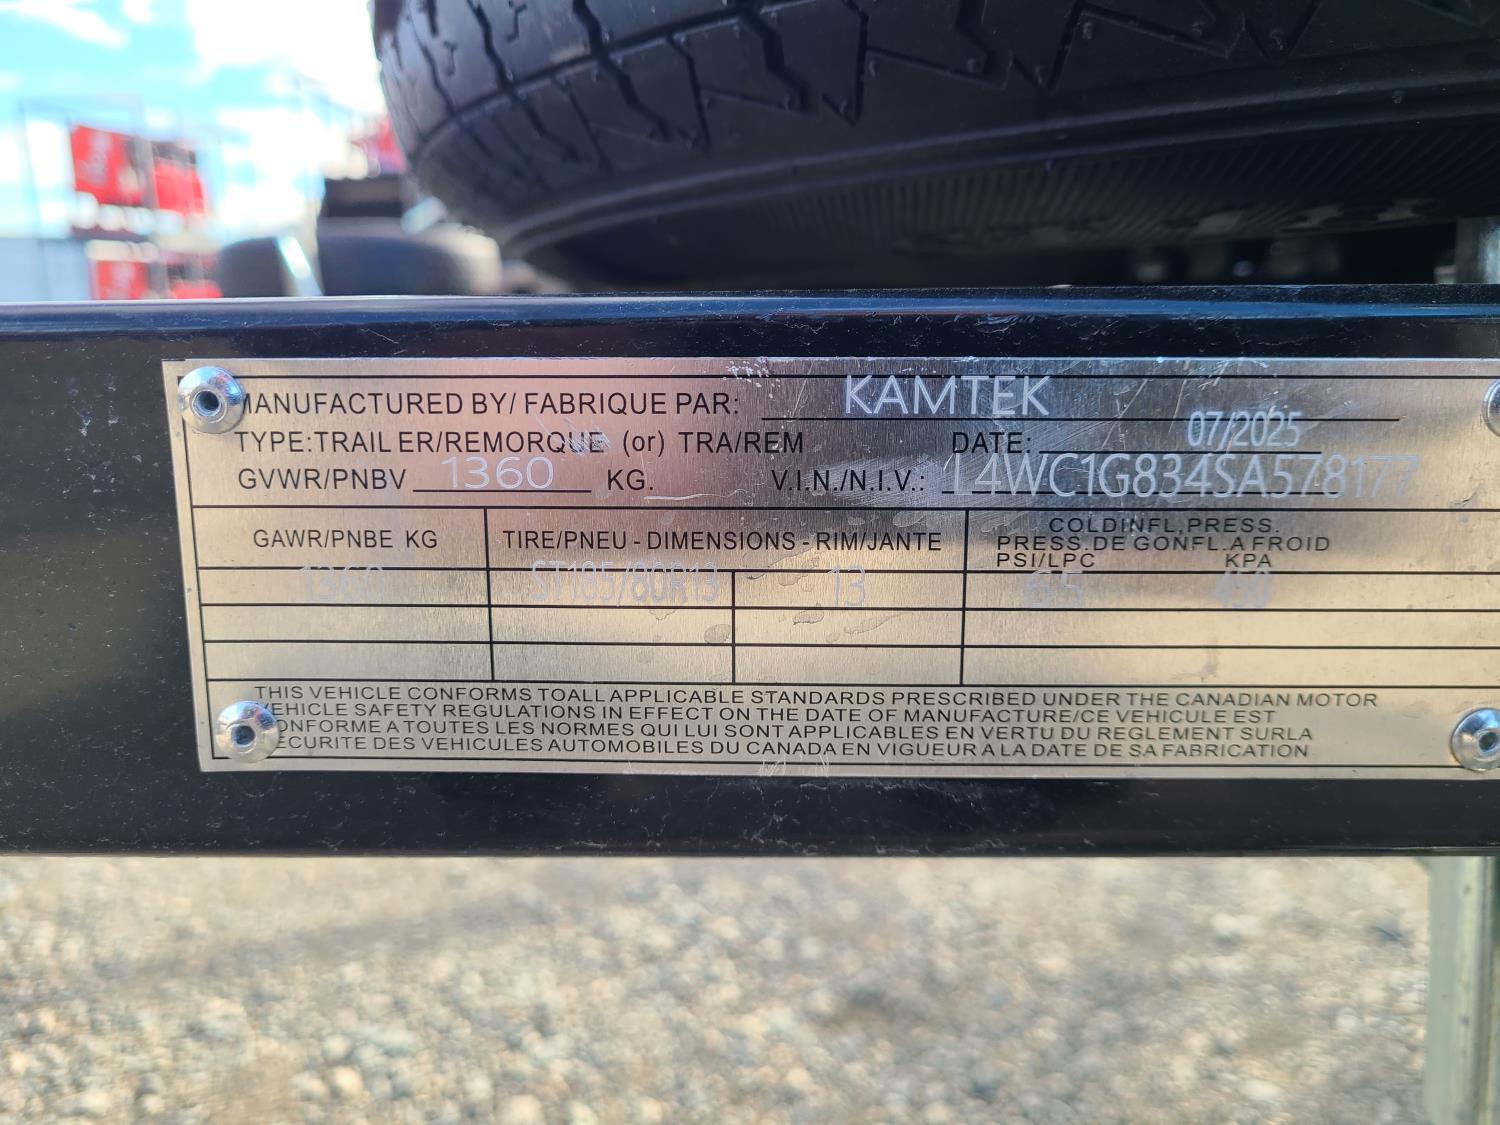 MANUFACTURED BY/ FABRIQUE PAR: KAMTEK
TYPE:TRAILER/REMORQUE (or) TRA/REM DATE: 07/2025
GVWR/PNBV 1360 KG. V.I.N./N.I.V.: L4WC1G834SA578177
GAWR/PNBE KG TIRE/PNEU - DIMENSIONS - RIM/JANTE COLD INFL. PRESS.
PRESS. DE GONFL. A FROID
PSI/LPC KPA
1360 ST185/80R13 13 65 450
THIS VEHICLE CONFORMS TOALL APPLICABLE STANDARDS PRESCRIBED UNDER THE CANADIAN MOTOR
VEHICLE SAFETY REGULATIONS IN EFFECT ON THE DATE OF MANUFACTURE/CE VEHICULE EST
CONFORME A TOUTES LES NORMES QUI LUI SONT APPLICABLES EN VERTU DU REGLEMENT SURLA
SECURITE DES VEHICULES AUTOMOBILES DU CANADA EN VIGUEUR A LA DATE DE SA FABRICATION